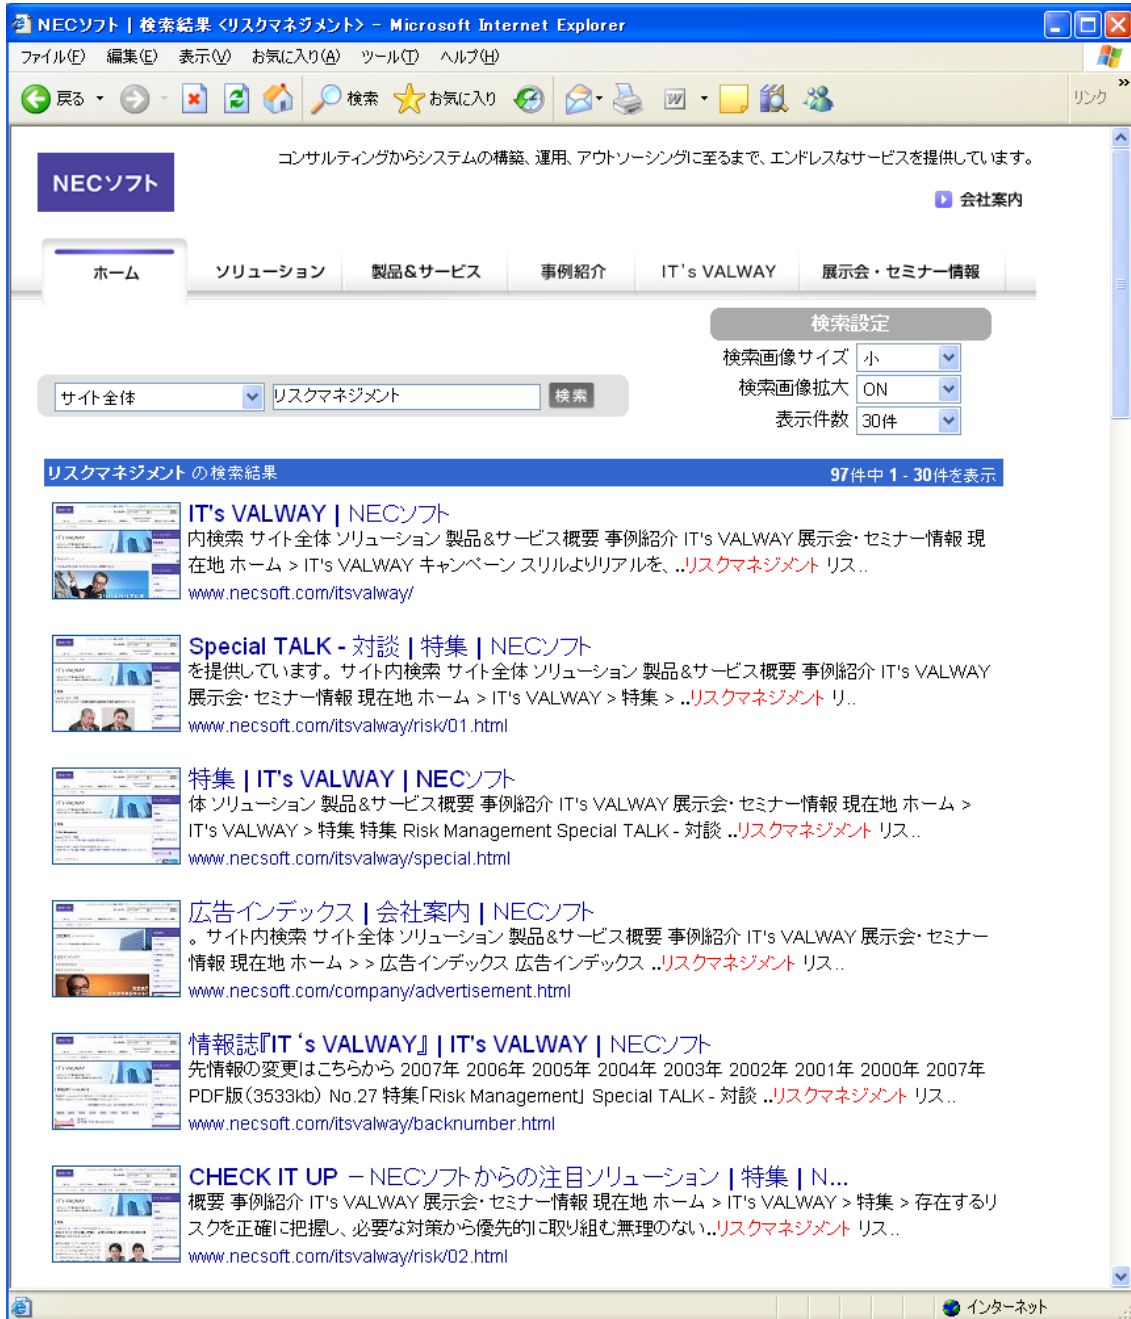 NECソフト | 検索結果 <リスクマネジメント> - Microsoft Internet Explorer
ファイル(F) 編集(E) 表示(V) お気に入り(A) ツール(T) ヘルプ(H)
戻る 検索 お気に入り リンク »
コンサルティングからシステムの構築、運用、アウトソーシングに至るまで、エンドレスなサービスを提供しています。
NECソフト
会社案内
ホーム ソリューション 製品&サービス 事例紹介 IT's VALWAY 展示会・セミナー情報
検索設定
検索画像サイズ 小
検索画像拡大 ON
表示件数 30件
サイト全体 リスクマネジメント 検索
リスクマネジメント の検索結果 97件中 1 - 30件を表示
IT's VALWAY | NECソフト
内検索 サイト全体 ソリューション 製品&サービス概要 事例紹介 IT's VALWAY 展示会・セミナー情報 現
在地 ホーム > IT's VALWAY キャンペーン スリルよりリアルを、..リスクマネジメント リス..
www.necsoft.com/itsvalway/
Special TALK - 対談 | 特集 | NECソフト
を提供しています。 サイト内検索 サイト全体 ソリューション 製品&サービス概要 事例紹介 IT's VALWAY
展示会・セミナー情報 現在地 ホーム > IT's VALWAY > 特集 > ..リスクマネジメント リ..
www.necsoft.com/itsvalway/risk/01.html
特集 | IT's VALWAY | NECソフト
体 ソリューション 製品&サービス概要 事例紹介 IT's VALWAY 展示会・セミナー情報 現在地 ホーム >
IT's VALWAY > 特集 特集 Risk Management Special TALK - 対談 ..リスクマネジメント リス..
www.necsoft.com/itsvalway/special.html
広告インデックス | 会社案内 | NECソフト
。 サイト内検索 サイト全体 ソリューション 製品&サービス概要 事例紹介 IT's VALWAY 展示会・セミナー
情報 現在地 ホーム > > 広告インデックス 広告インデックス ..リスクマネジメント リス..
www.necsoft.com/company/advertisement.html
情報誌『IT‘s VALWAY』 | IT's VALWAY | NECソフト
先情報の変更はこちらから 2007年 2006年 2005年 2004年 2003年 2002年 2001年 2000年 2007年
PDF版(3533kb) No.27 特集「Risk Management」 Special TALK - 対談 ..リスクマネジメント リス..
www.necsoft.com/itsvalway/backnumber.html
CHECK IT UP －NECソフトからの注目ソリューション | 特集 | N...
概要 事例紹介 IT's VALWAY 展示会・セミナー情報 現在地 ホーム > IT's VALWAY > 特集 > 存在するリ
スクを正確に把握し、必要な対策から優先的に取り組む無理のない..リスクマネジメント リス..
www.necsoft.com/itsvalway/risk/02.html
インターネット